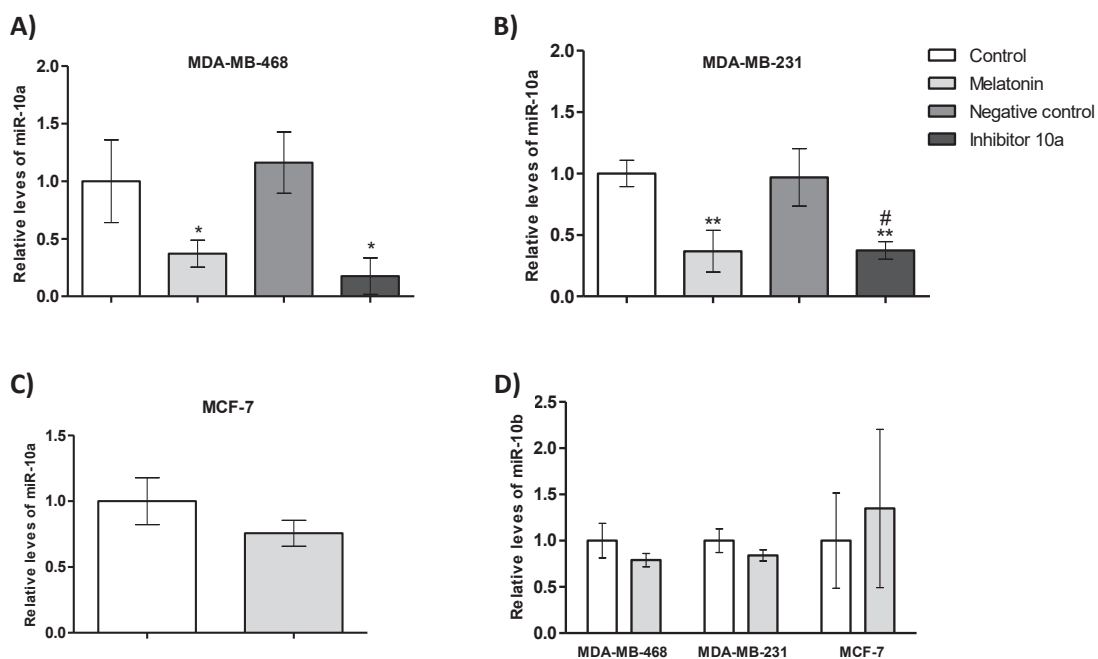 A)
MDA-MB-468
Relative leves of miR-10a
2.0
1.5
1.0
0.5
0.0
*
*
B)
MDA-MB-231
Relative leves of miR-10a
2.0
1.5
1.0
0.5
0.0
**
#
**
Control
Melatonin
Negative control
Inhibitor 10a
C)
MCF-7
Relative leves of miR-10a
1.5
1.0
0.5
0.0
D)
Relative leves of miR-10b
2.5
2.0
1.5
1.0
0.5
0.0
MDA-MB-468 MDA-MB-231 MCF-7